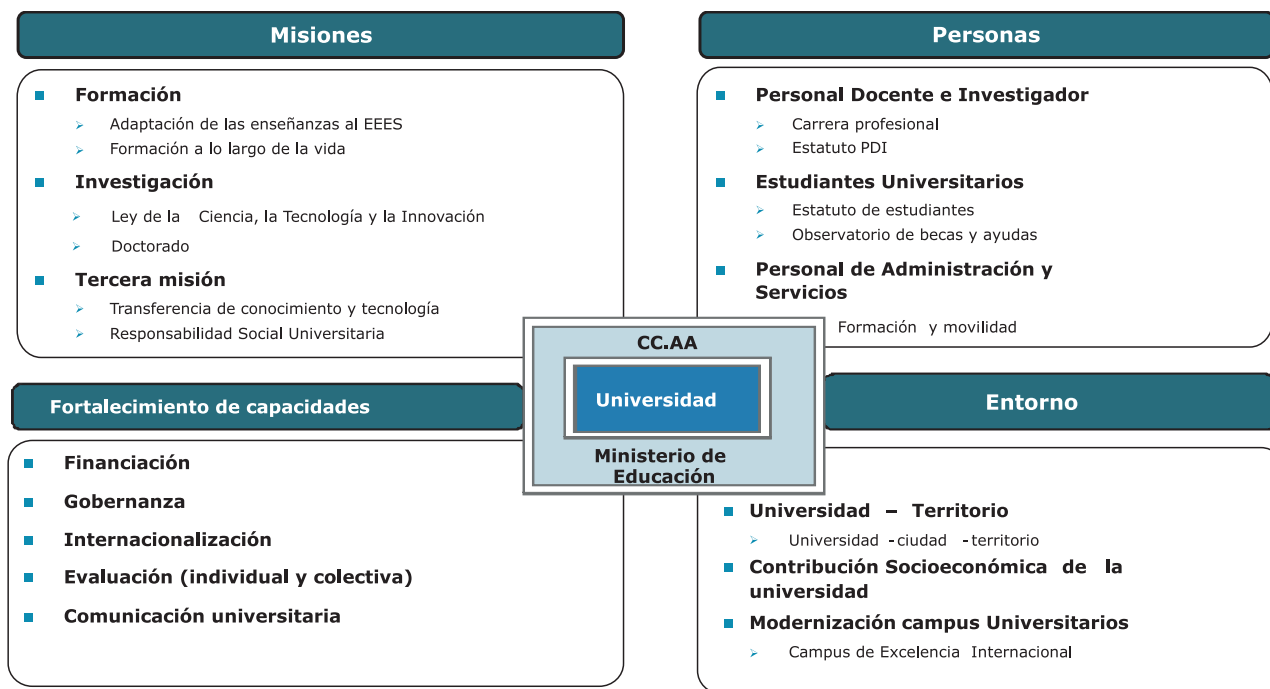 Misiones
Formación
Adaptación de las enseñanzas al EEES
Formación a lo largo de la vida
Investigación
Ley de la Ciencia, la Tecnología y la Innovación
Doctorado
Tercera misión
Transferencia de conocimiento y tecnología
Responsabilidad Social Universitaria
Personas
Personal Docente e Investigador
Carrera profesional
Estatuto PDI
Estudiantes Universitarios
Estatuto de estudiantes
Observatorio de becas y ayudas
Personal de Administración y
Servicios
Formación y movilidad
CC.AA
Universidad
Ministerio de
Educación
Fortalecimiento de capacidades
Financiación
Gobernanza
Internacionalización
Evaluación (individual y colectiva)
Comunicación universitaria
Entorno
Universidad – Territorio
Universidad -ciudad -territorio
Contribución Socioeconómica de la
universidad
Modernización campus Universitarios
Campus de Excelencia Internacional